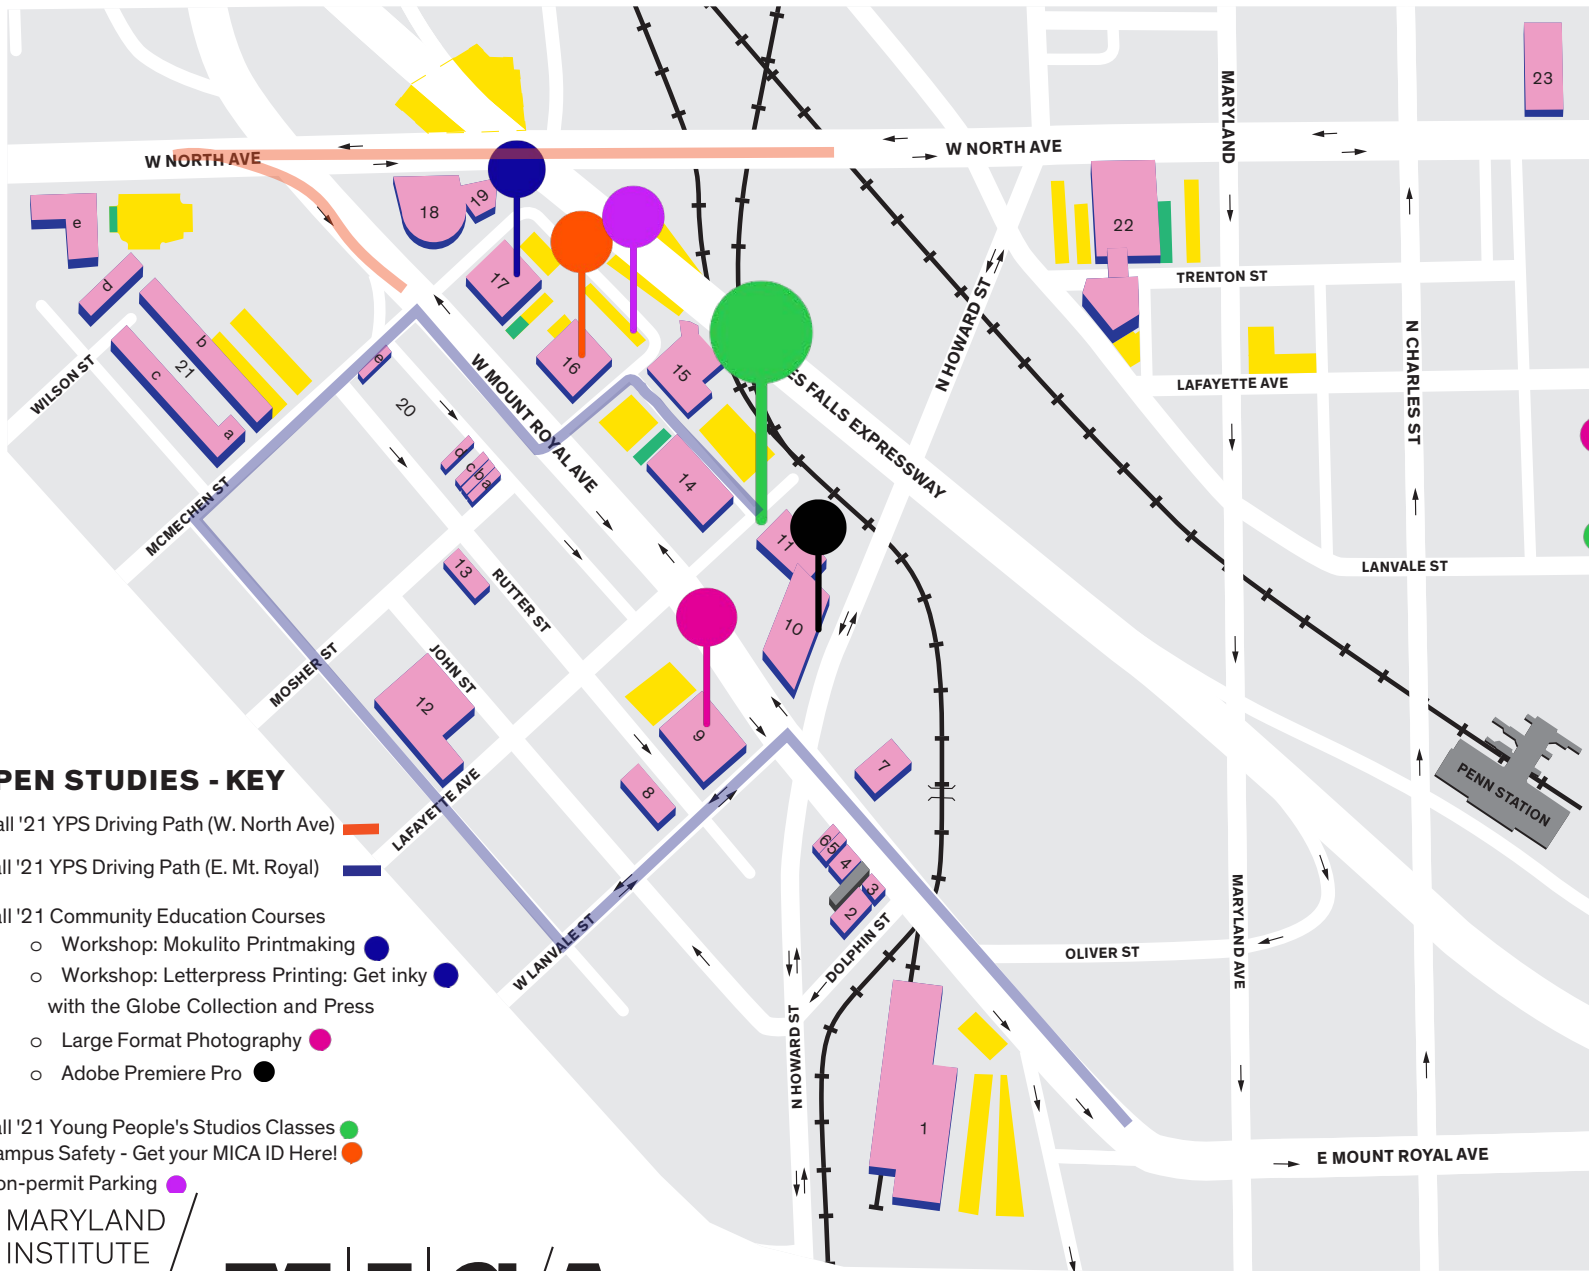 W NORTH AVE
W NORTH AVE
MARYLAND
23
18
19
e
17
22
TRENTON ST
d
b
c
21
a
WILSON ST
e
20
d
c
b
a
W MOUNT ROYAL AVE
16
15
14
ES FALLS EXPRESSWAY
N HOWARD ST
LAFAYETTE AVE
N CHARLES ST
LANVALE ST
MCMECHEN ST
13
RUTTER ST
11
10
MOSHER ST
JOHN ST
12
9
8
7
LAFAYETTE AVE
W LANVALE ST
6
5
4
3
2
DOLPHIN ST
N HOWARD ST
OLIVER ST
MARYLAND AVE
PENN STATION
1
E MOUNT ROYAL AVE
PEN STUDIES - KEY
all '21 YPS Driving Path (W. North Ave)
all '21 YPS Driving Path (E. Mt. Royal)
all '21 Community Education Courses
o Workshop: Mokulito Printmaking
o Workshop: Letterpress Printing: Get inky
with the Globe Collection and Press
o Large Format Photography
o Adobe Premiere Pro
all '21 Young People's Studios Classes
ampus Safety - Get your MICA ID Here!
on-permit Parking
MARYLAND
INSTITUTE